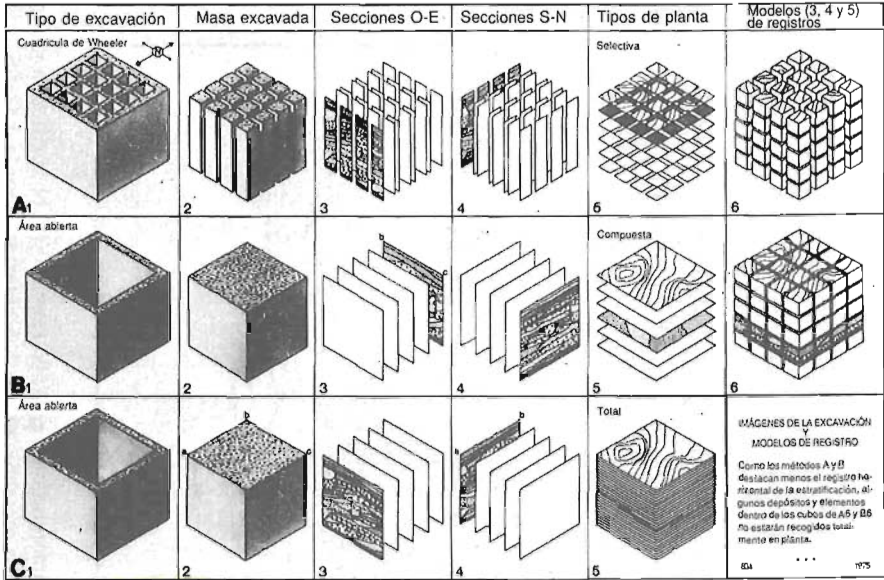 Tipo de excavación
Masa excavada
Secciones O-E
Secciones S-N
Tipos de planta
Modelos (3, 4 y 5)
de registros
Cuadrícula de Wheeler
N
Selectiva
A1
2
3
4
5
6
Área abierta
b
c
Compuesta
B1
2
3
4
5
6
Área abierta
a
b
c
b
Total
C1
2
3
4
5
IMÁGENES DE LA EXCAVACIÓN
Y
MODELOS DE REGISTRO
Como los métodos A y B
destacan menos el registro ho-
rizontal de la estratificación, al-
gunos depósitos y elementos
dentro de los cubos de A6 y B6
no estarán recogidos total-
mente en planta.
1975